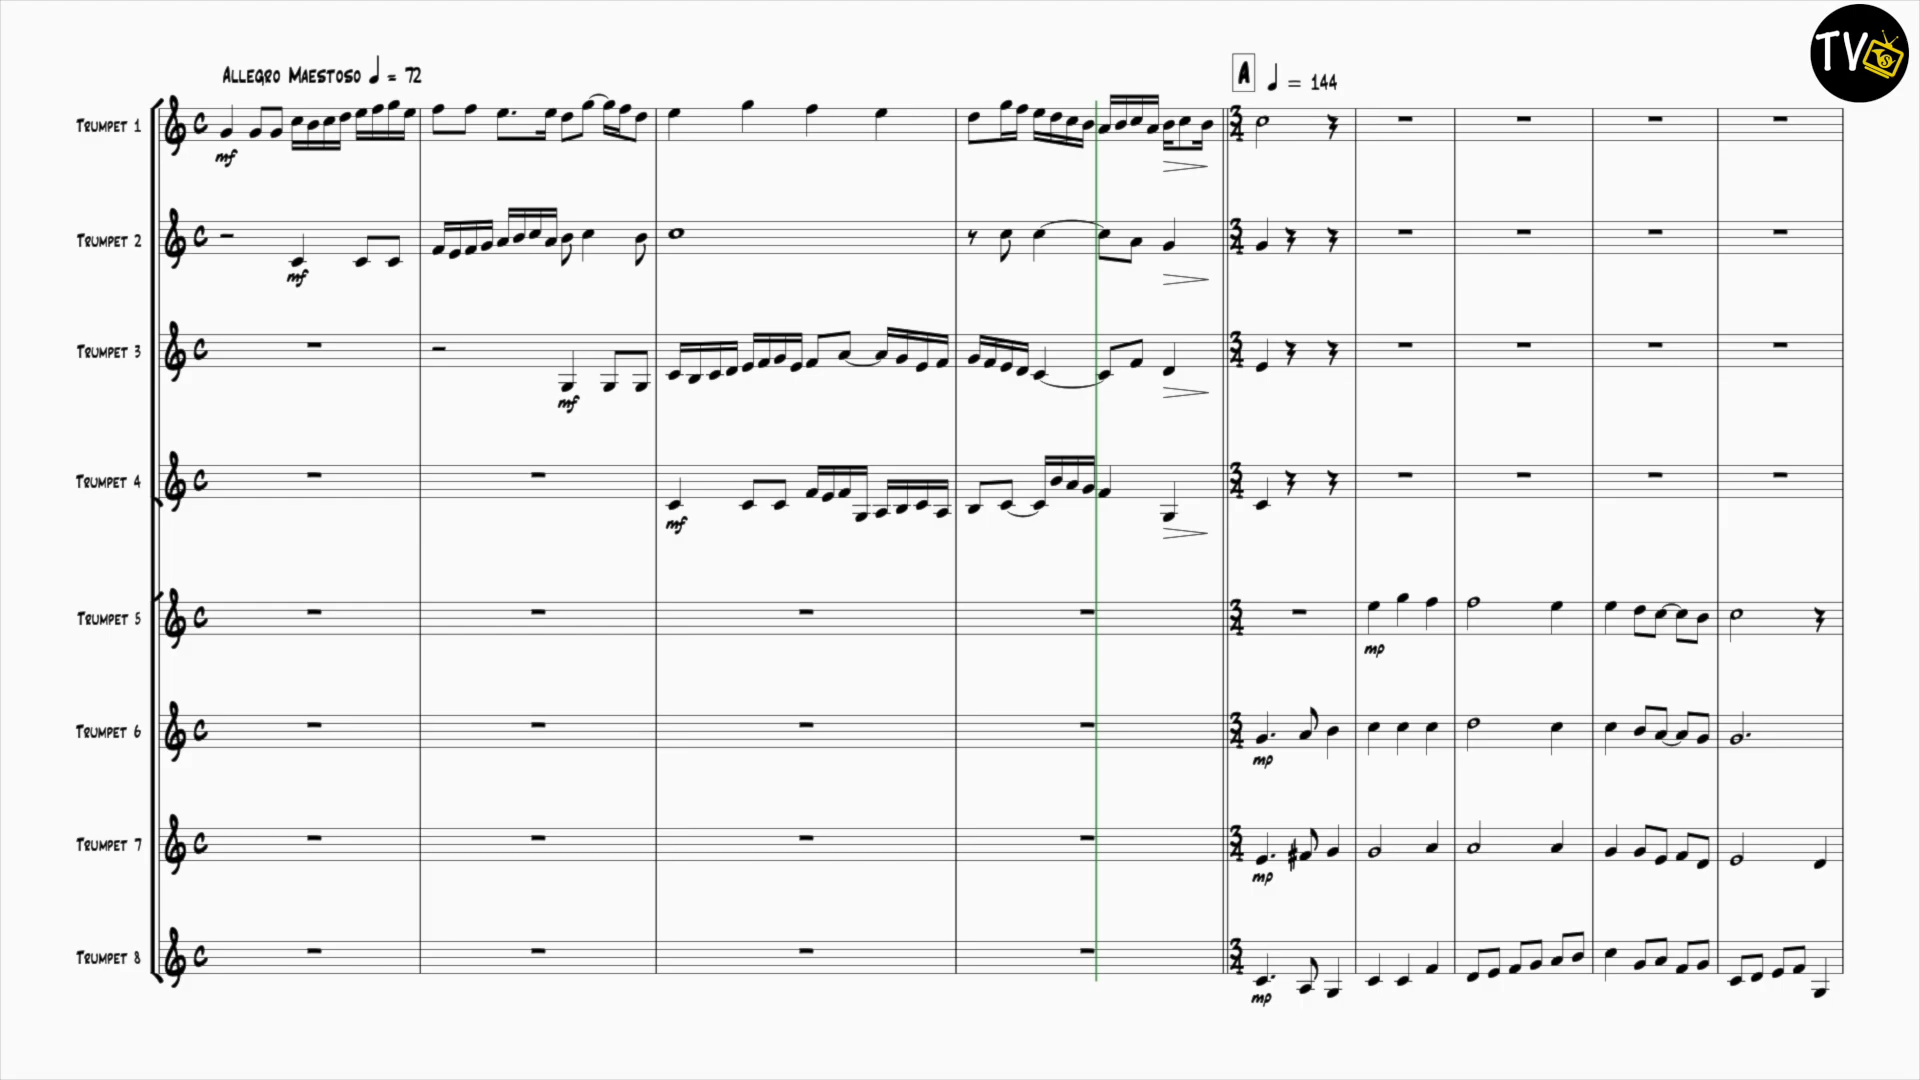 TV
Allegro Maestoso ♩ = 72
A ♩ = 144
Trumpet 1
mf
Trumpet 2
mf
Trumpet 3
mf
Trumpet 4
mf
Trumpet 5
mp
Trumpet 6
mp
Trumpet 7
mp
Trumpet 8
mp